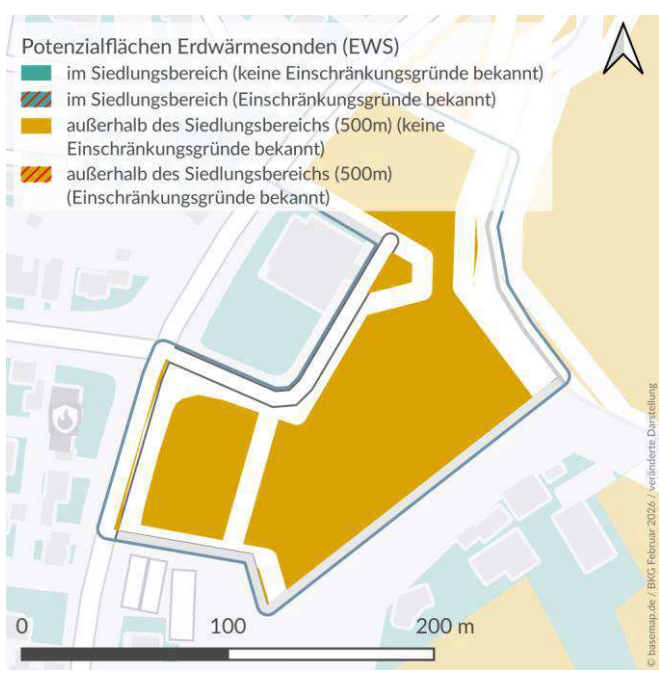 Potenzialflächen Erdwärmesonden (EWS)
im Siedlungsbereich (keine Einschränkungsgründe bekannt)
im Siedlungsbereich (Einschränkungsgründe bekannt)
außerhalb des Siedlungsbereichs (500m) (keine
Einschränkungsgründe bekannt)
außerhalb des Siedlungsbereichs (500m)
(Einschränkungsgründe bekannt)
0 100 200 m
© basemap.de / BKG Februar 2026 / veränderte Darstellung